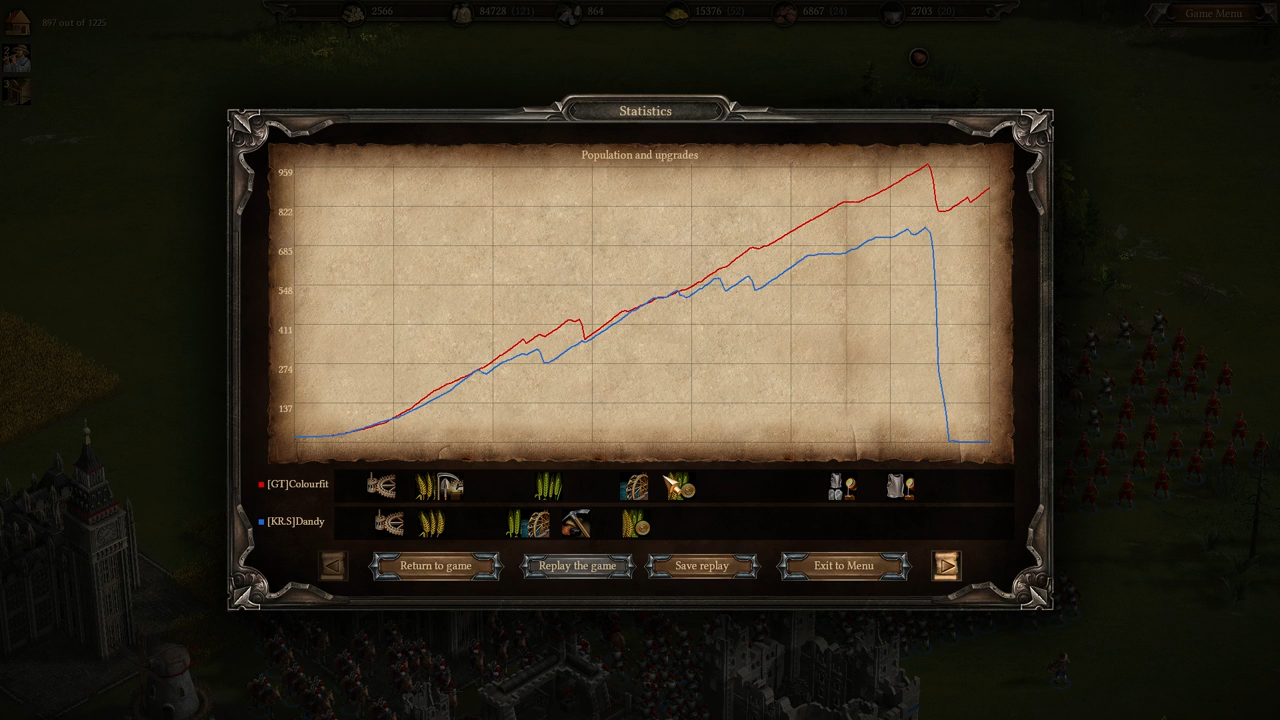 897 out of 1225
2566
84728 (121)
864
15376 (52)
6867 (24)
2703 (20)
Game Menu
Statistics
Population and upgrades
959
822
685
548
411
274
137
[GT]Colourfit
[KR.S]Dandy
Return to game
Replay the game
Save replay
Exit to Menu